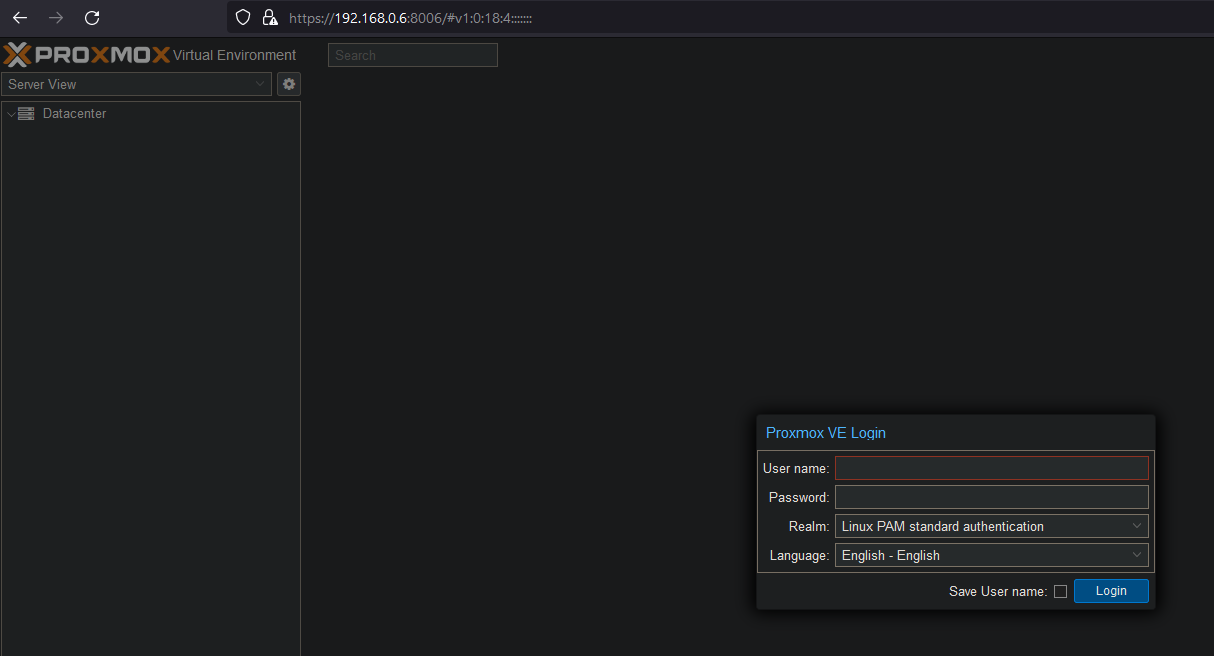 https://192.168.0.6:8006/#v1:0:18:4:::::::
PROXMOX Virtual Environment
Search
Server View
Datacenter
Proxmox VE Login
User name:
Password:
Realm: Linux PAM standard authentication
Language: English - English
Save User name: Login